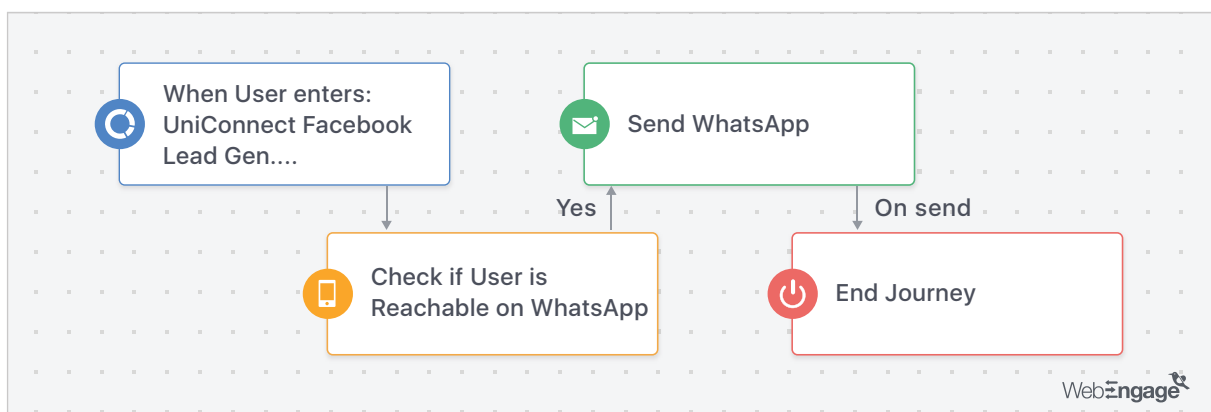 When User enters:
UniConnect Facebook
Lead Gen....
Send WhatsApp
Yes
On send
Check if User is
Reachable on WhatsApp
End Journey
WebEngage